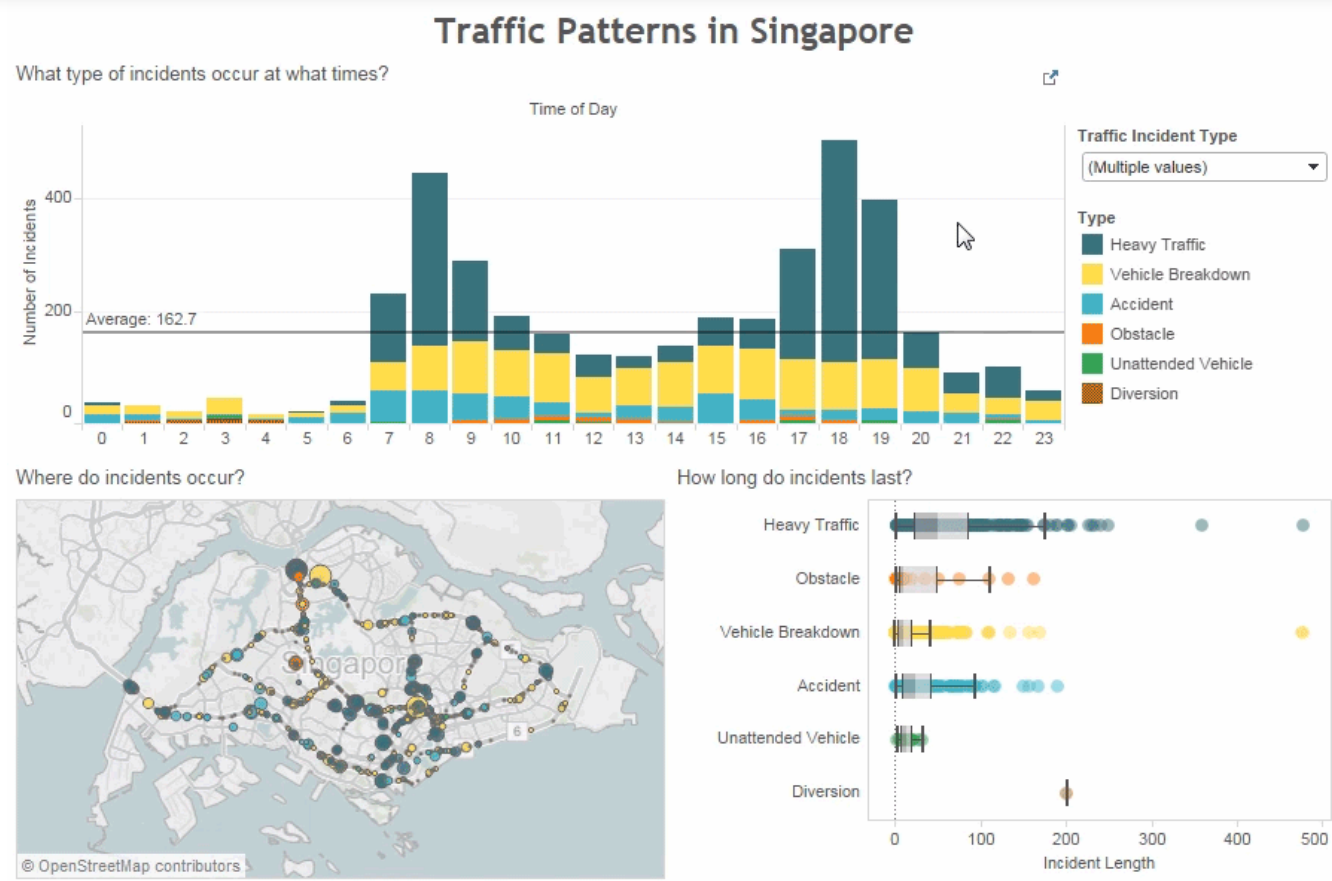 Traffic Patterns in Singapore
What type of incidents occur at what times?
Time of Day
Number of Incidents
400
200
0
Average: 162.7
0 1 2 3 4 5 6 7 8 9 10 11 12 13 14 15 16 17 18 19 20 21 22 23
Traffic Incident Type
(Multiple values)
Type
Heavy Traffic
Vehicle Breakdown
Accident
Obstacle
Unattended Vehicle
Diversion
Where do incidents occur?
Singapore
6
© OpenStreetMap contributors
How long do incidents last?
Heavy Traffic
Obstacle
Vehicle Breakdown
Accident
Unattended Vehicle
Diversion
0 100 200 300 400 500
Incident Length